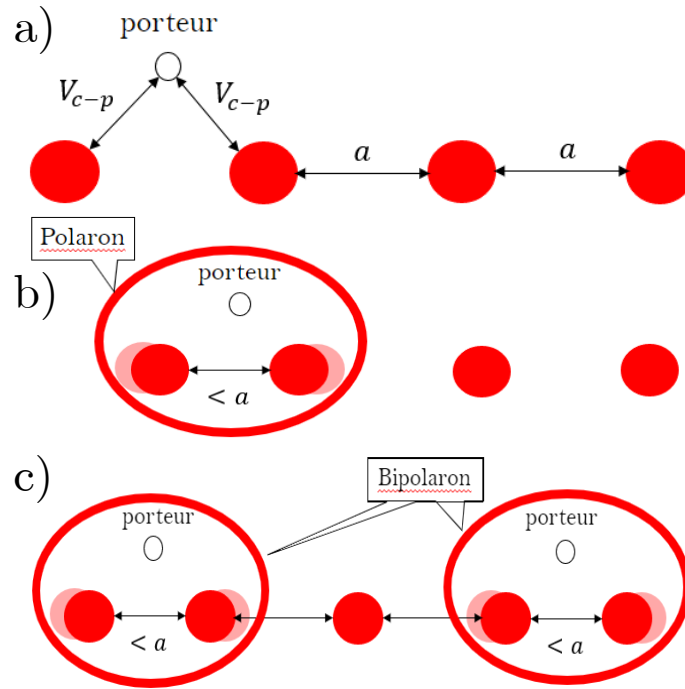 a)
porteur
V_{c-p} V_{c-p}
a a
Polaron
b)
porteur
< a
c)
Bipolaron
porteur porteur
< a < a